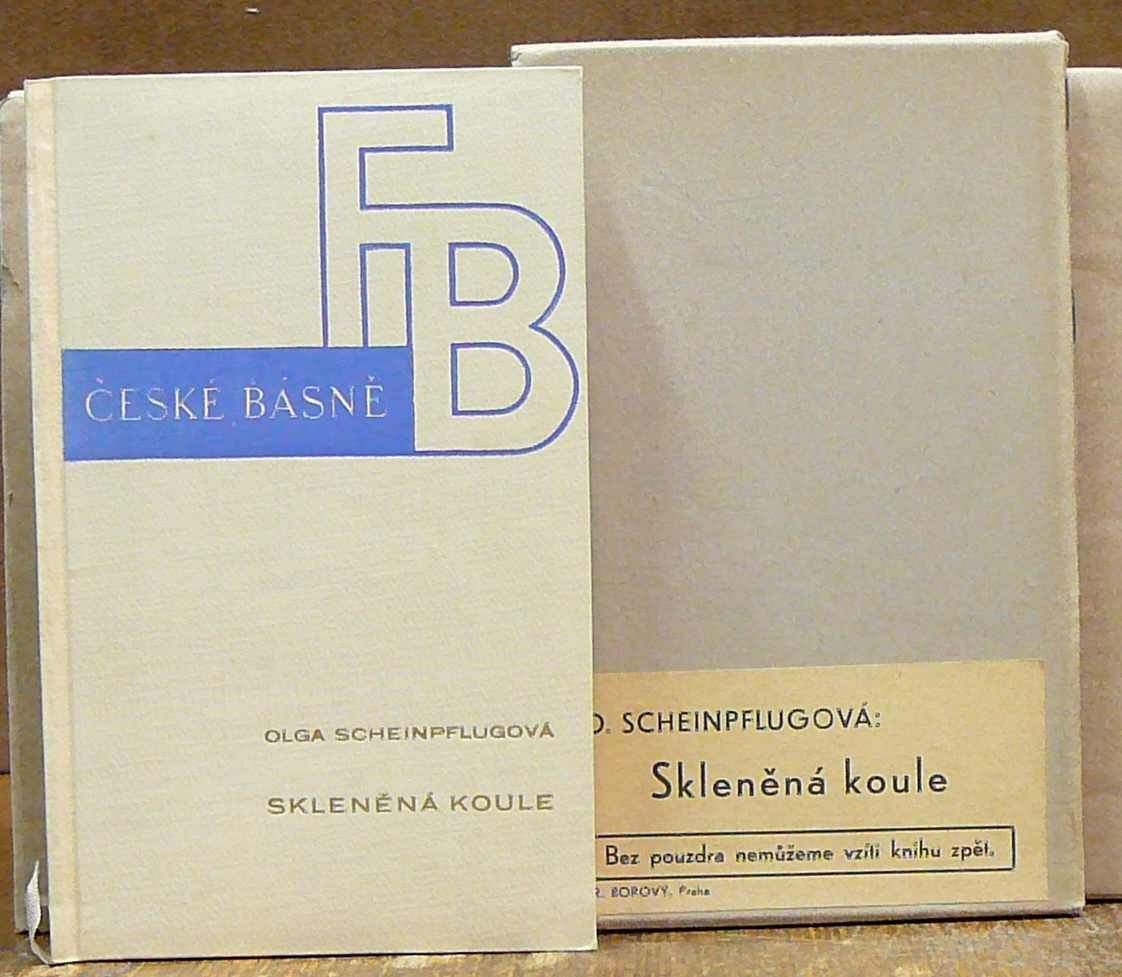 FB
ČESKÉ BÁSNĚ
OLGA SCHEINPFLUGOVÁ
SKLENĚNÁ KOULE
O. SCHEINPFLUGOVÁ:
Skleněná koule
Bez pouzdra nemůžeme vzíti knihu zpět.
R. BOROVÝ, Praha